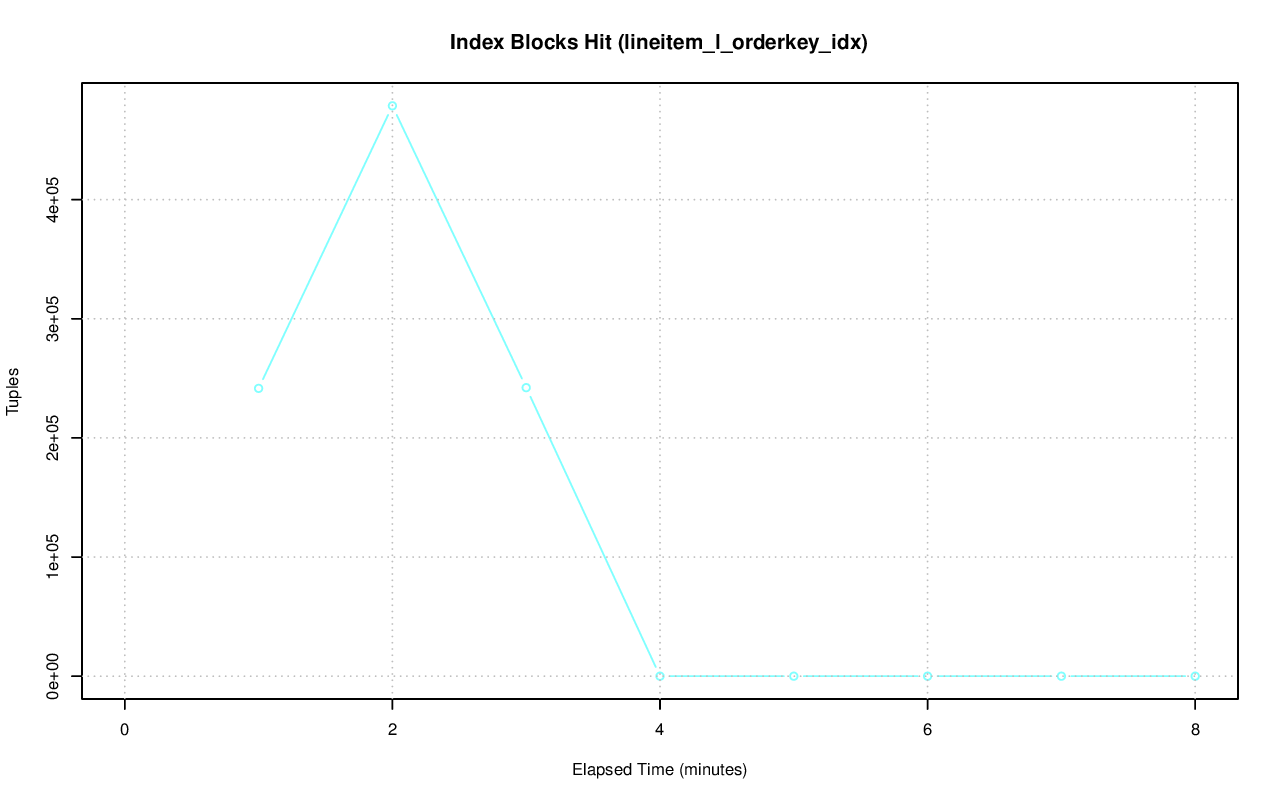 Index Blocks Hit (lineitem_l_orderkey_idx)
Tuples
4e+05
3e+05
2e+05
1e+05
0e+00
0 2 4 6 8
Elapsed Time (minutes)